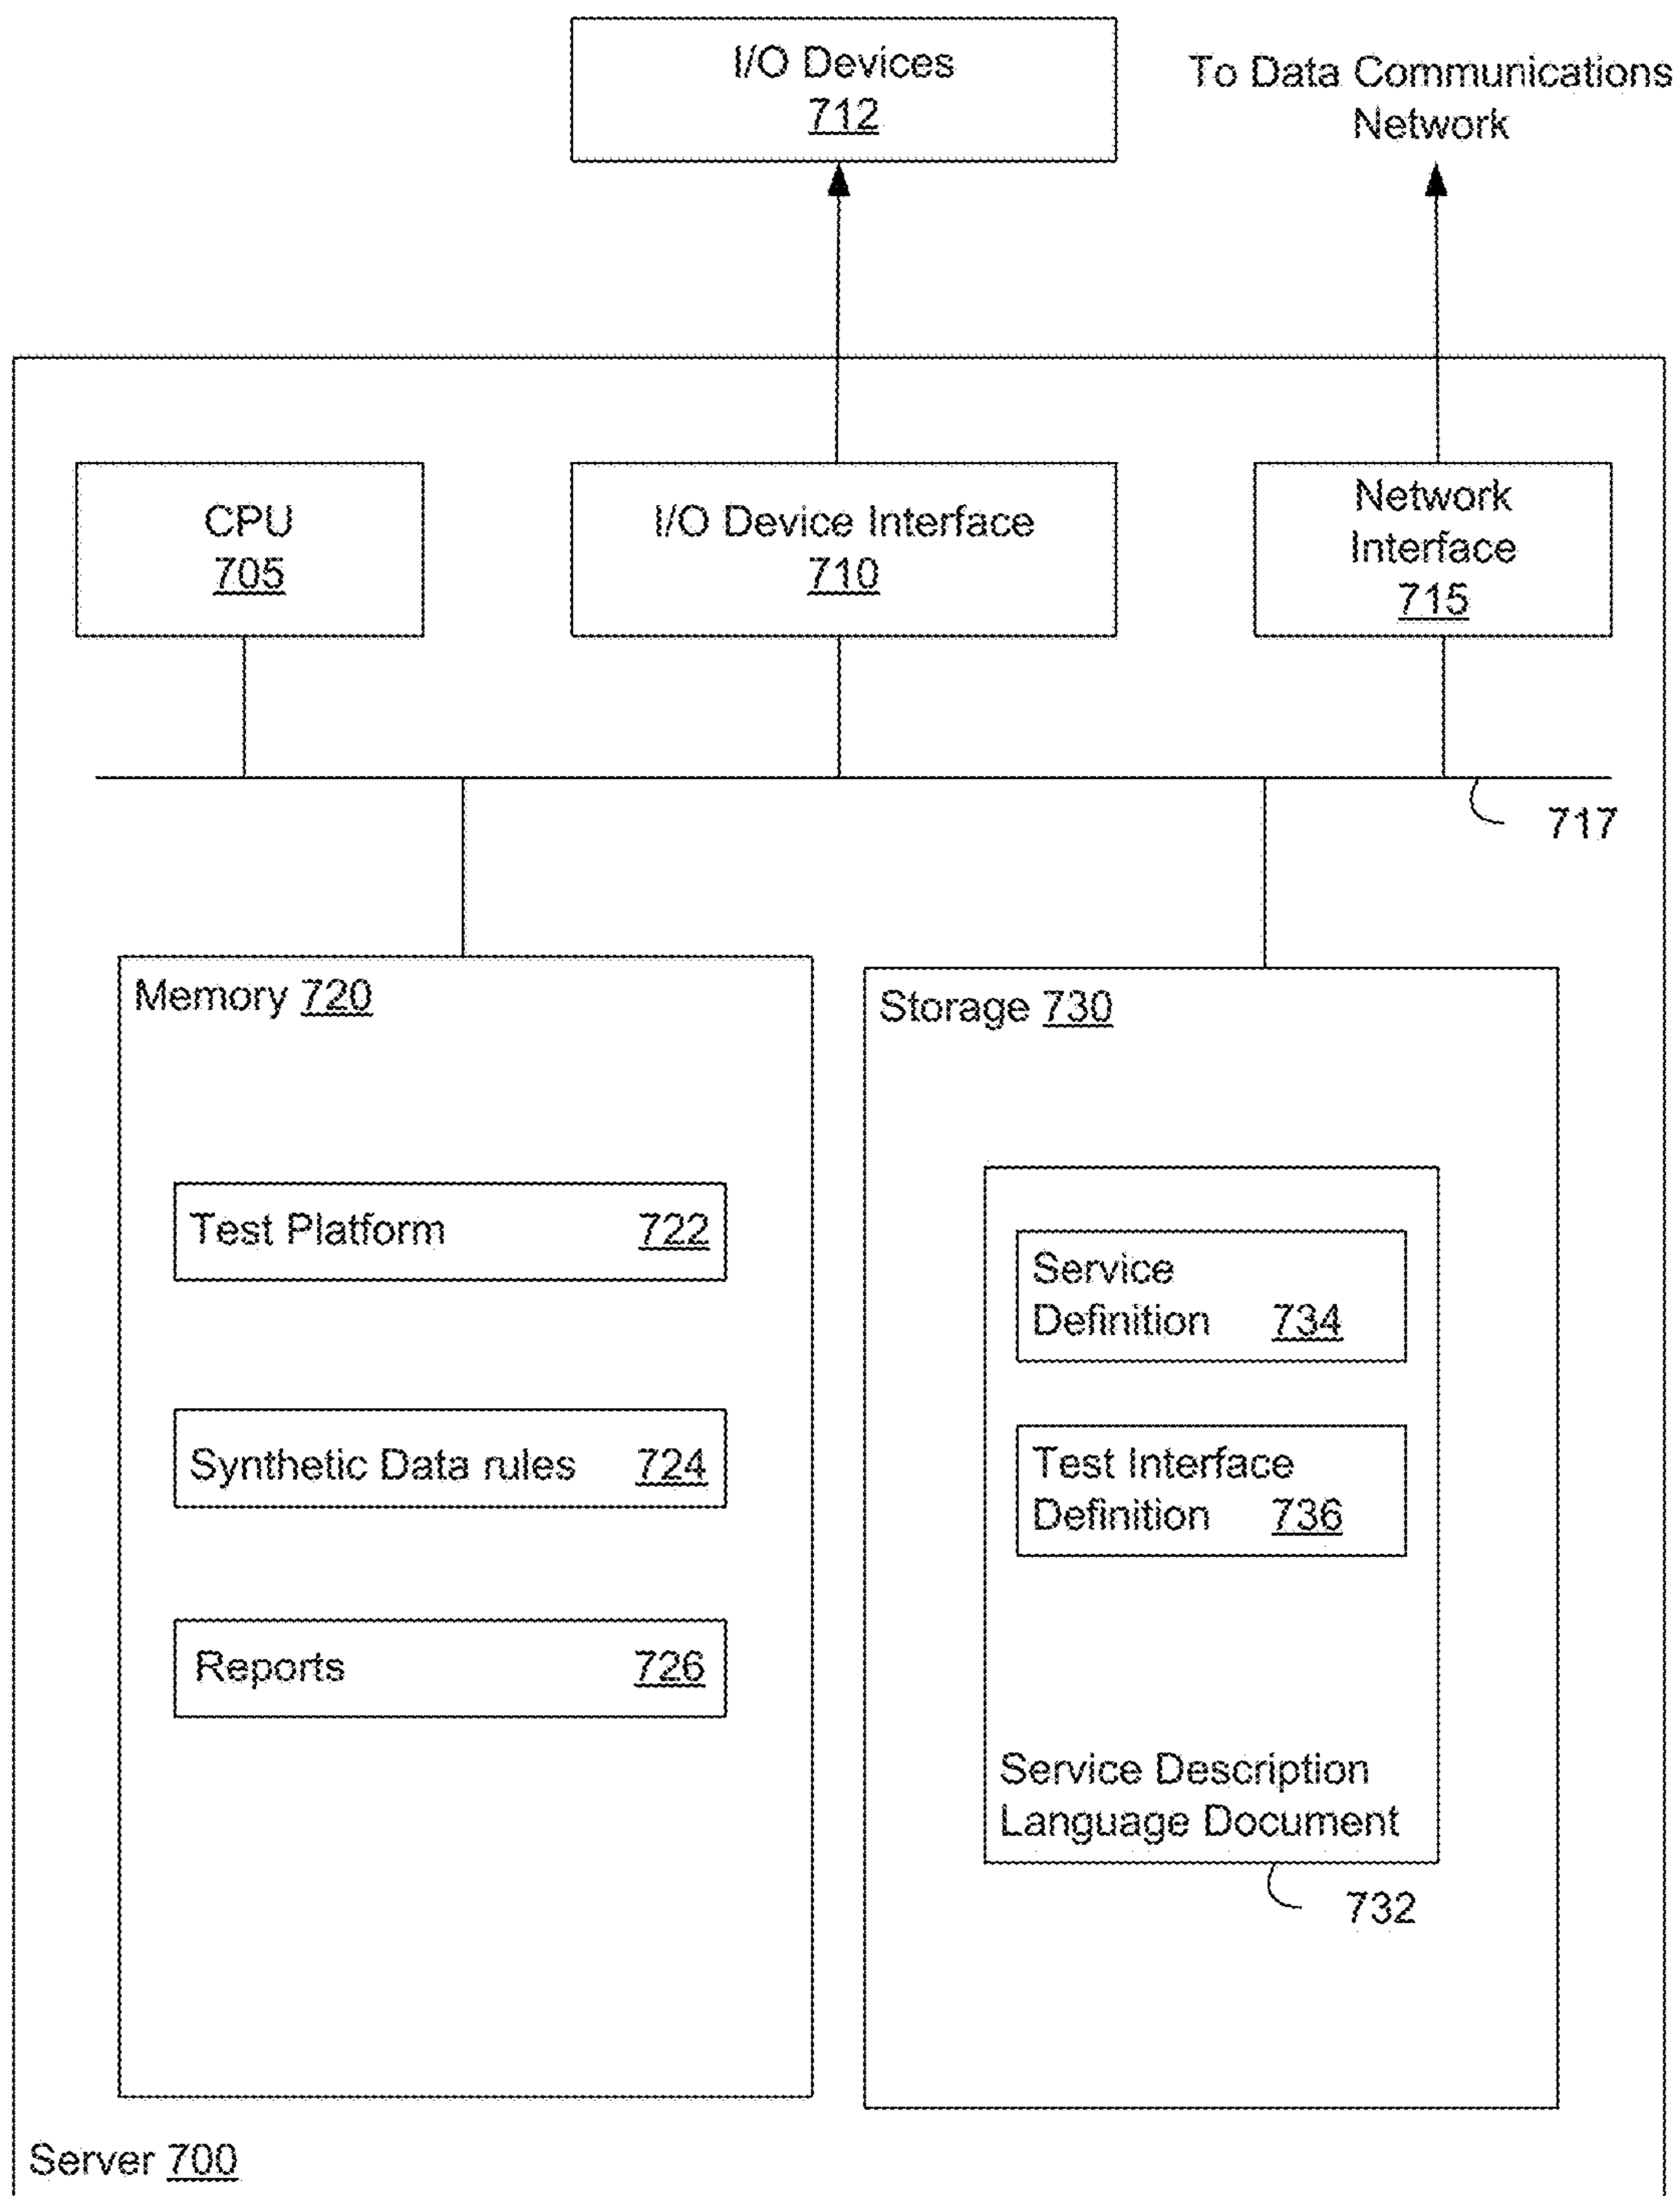 I/O Devices
712
To Data Communications
Network
CPU
705
I/O Device Interface
710
Network
Interface
715
717
Memory 720
Test Platform 722
Synthetic Data rules 724
Reports 726
Storage 730
Service
Definition 734
Test Interface
Definition 736
Service Description
Language Document
732
Server 700